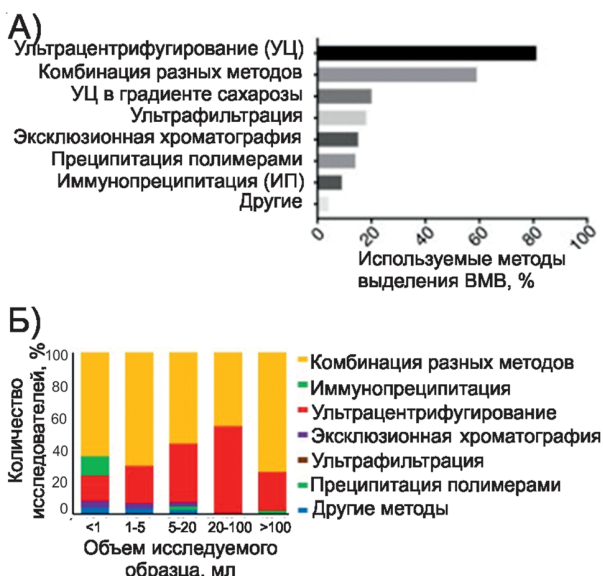 А)
Ультрацентрифугирование (УЦ)
Комбинация разных методов
УЦ в градиенте сахарозы
Ультрафильтрация
Эксклюзионная хроматография
Преципитация полимерами
Иммунопреципитация (ИП)
Другие
0 20 40 60 80 100
Используемые методы
выделения ВМВ, %
Б)
Количество
исследователей, %
100
80
60
40
20
0
<1 1-5 5-20 20-100 >100
Объем исследуемого
образца, мл
Комбинация разных методов
Иммунопреципитация
Ультрацентрифугирование
Эксклюзионная хроматография
Ультрафильтрация
Преципитация полимерами
Другие методы